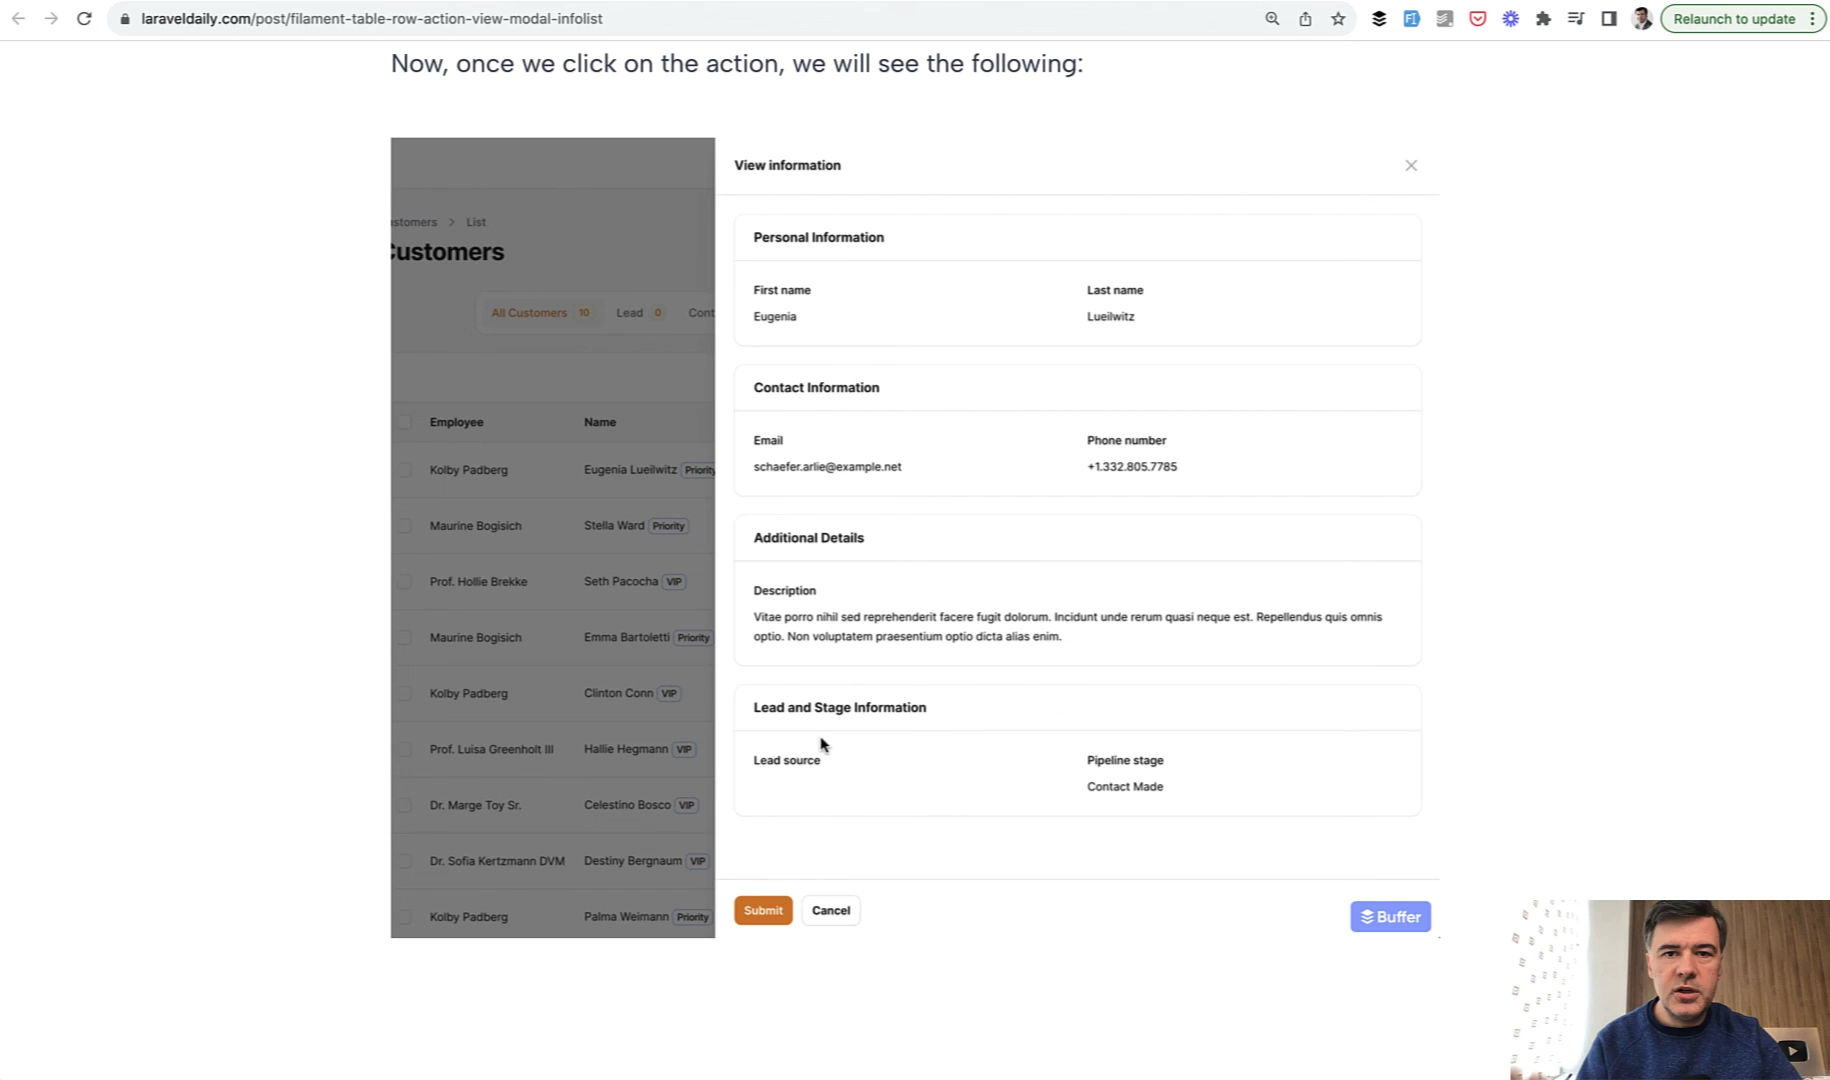 laraveldaily.com/post/filament-table-row-action-view-modal-infolist
Relaunch to update
Now, once we click on the action, we will see the following:
ustomers > List
Customers
All Customers 10 Lead 0 Cont
Employee Name
Kolby Padberg Eugenia Lueilwitz Priority
Maurine Bogisich Stella Ward Priority
Prof. Hollie Brekke Seth Pacocha VIP
Maurine Bogisich Emma Bartoletti Priority
Kolby Padberg Clinton Conn VIP
Prof. Luisa Greenholt III Hallie Hegmann VIP
Dr. Marge Toy Sr. Celestino Bosco VIP
Dr. Sofia Kertzmann DVM Destiny Bergnaum VIP
Kolby Padberg Palma Weimann Priority
View information
Personal Information
First name Last name
Eugenia Lueilwitz
Contact Information
Email Phone number
schaefer.arlie@example.net +1.332.805.7785
Additional Details
Description
Vitae porro nihil sed reprehenderit facere fugit dolorum. Incidunt unde rerum quasi neque est. Repellendus quis omnis
optio. Non voluptatem praesentium optio dicta alias enim.
Lead and Stage Information
Lead source Pipeline stage
Contact Made
Submit Cancel
Buffer